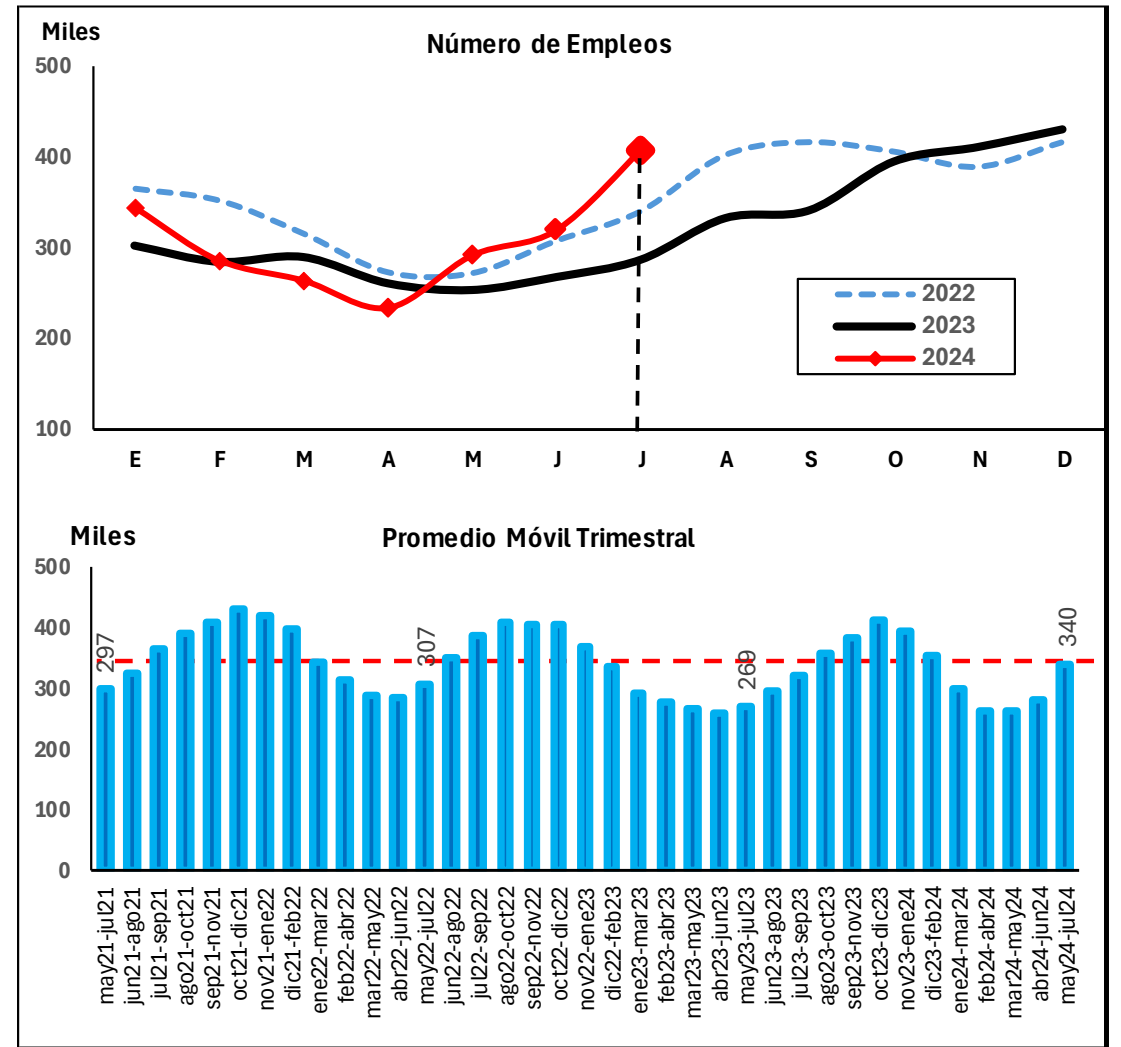 Miles
Número de Empleos
500
400
300
200
100
E F M A M J J A S O N D
2022
2023
2024
Miles
Promedio Móvil Trimestral
500
400
300
200
100
0
297
307
269
340
may21-jul21
jun21-ago21
jul21-sep21
ago21-oct21
sep21-nov21
oct21-dic21
nov21-ene22
dic21-feb22
ene22-mar22
feb22-abr22
mar22-may22
abr22-jun22
may22-jul22
jun22-ago22
jul22-sep22
ago22-oct22
sep22-nov22
oct22-dic22
nov22-ene23
dic22-feb23
ene23-mar23
feb23-abr23
mar23-may23
abr23-jun23
may23-jul23
jun23-ago23
jul23-sep23
ago23-oct23
sep23-nov23
oct23-dic23
nov23-ene24
dic23-feb24
ene24-mar24
feb24-abr24
mar24-may24
abr24-jun24
may24-jul24